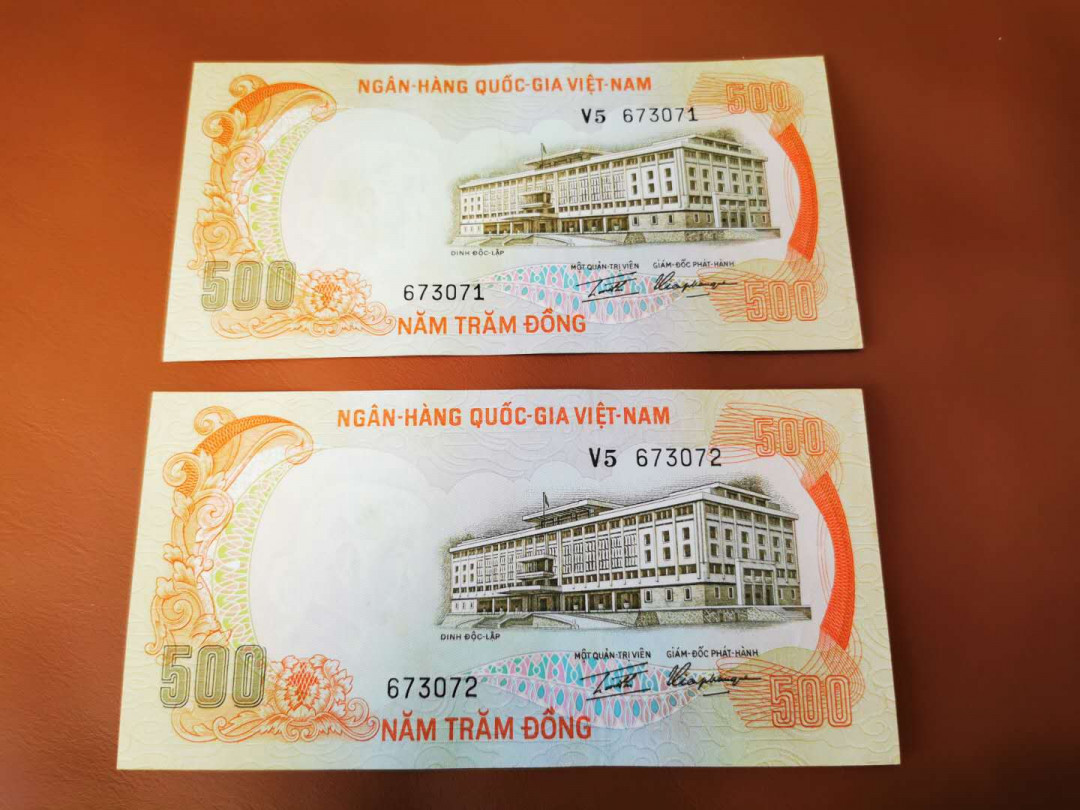 NGÂN-HÀNG QUỐC-GIA VIỆT-NAM
500
V5 673071
DINH ĐỘC-LẬP
MỘT QUẢN-TRỊ VIÊN GIÁM-ĐỐC PHÁT-HÀNH
500
673071
500
NĂM TRĂM ĐỒNG
NGÂN-HÀNG QUỐC-GIA VIỆT-NAM
500
V5 673072
DINH ĐỘC-LẬP
MỘT QUẢN-TRỊ VIÊN GIÁM-ĐỐC PHÁT-HÀNH
500
673072
500
NĂM TRĂM ĐỒNG